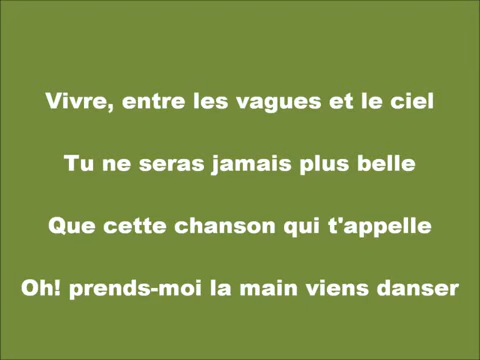 Vivre, entre les vagues et le ciel
Tu ne seras jamais plus belle
Que cette chanson qui t'appelle
Oh! prends-moi la main viens danser